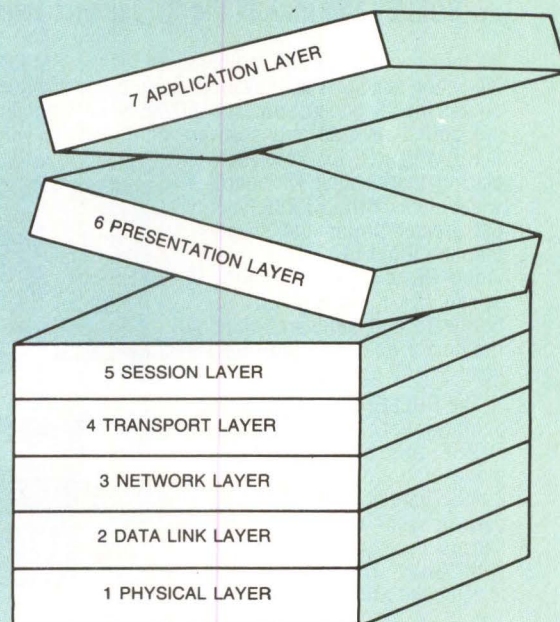 7 APPLICATION LAYER
6 PRESENTATION LAYER
5 SESSION LAYER
4 TRANSPORT LAYER
3 NETWORK LAYER
2 DATA LINK LAYER
1 PHYSICAL LAYER